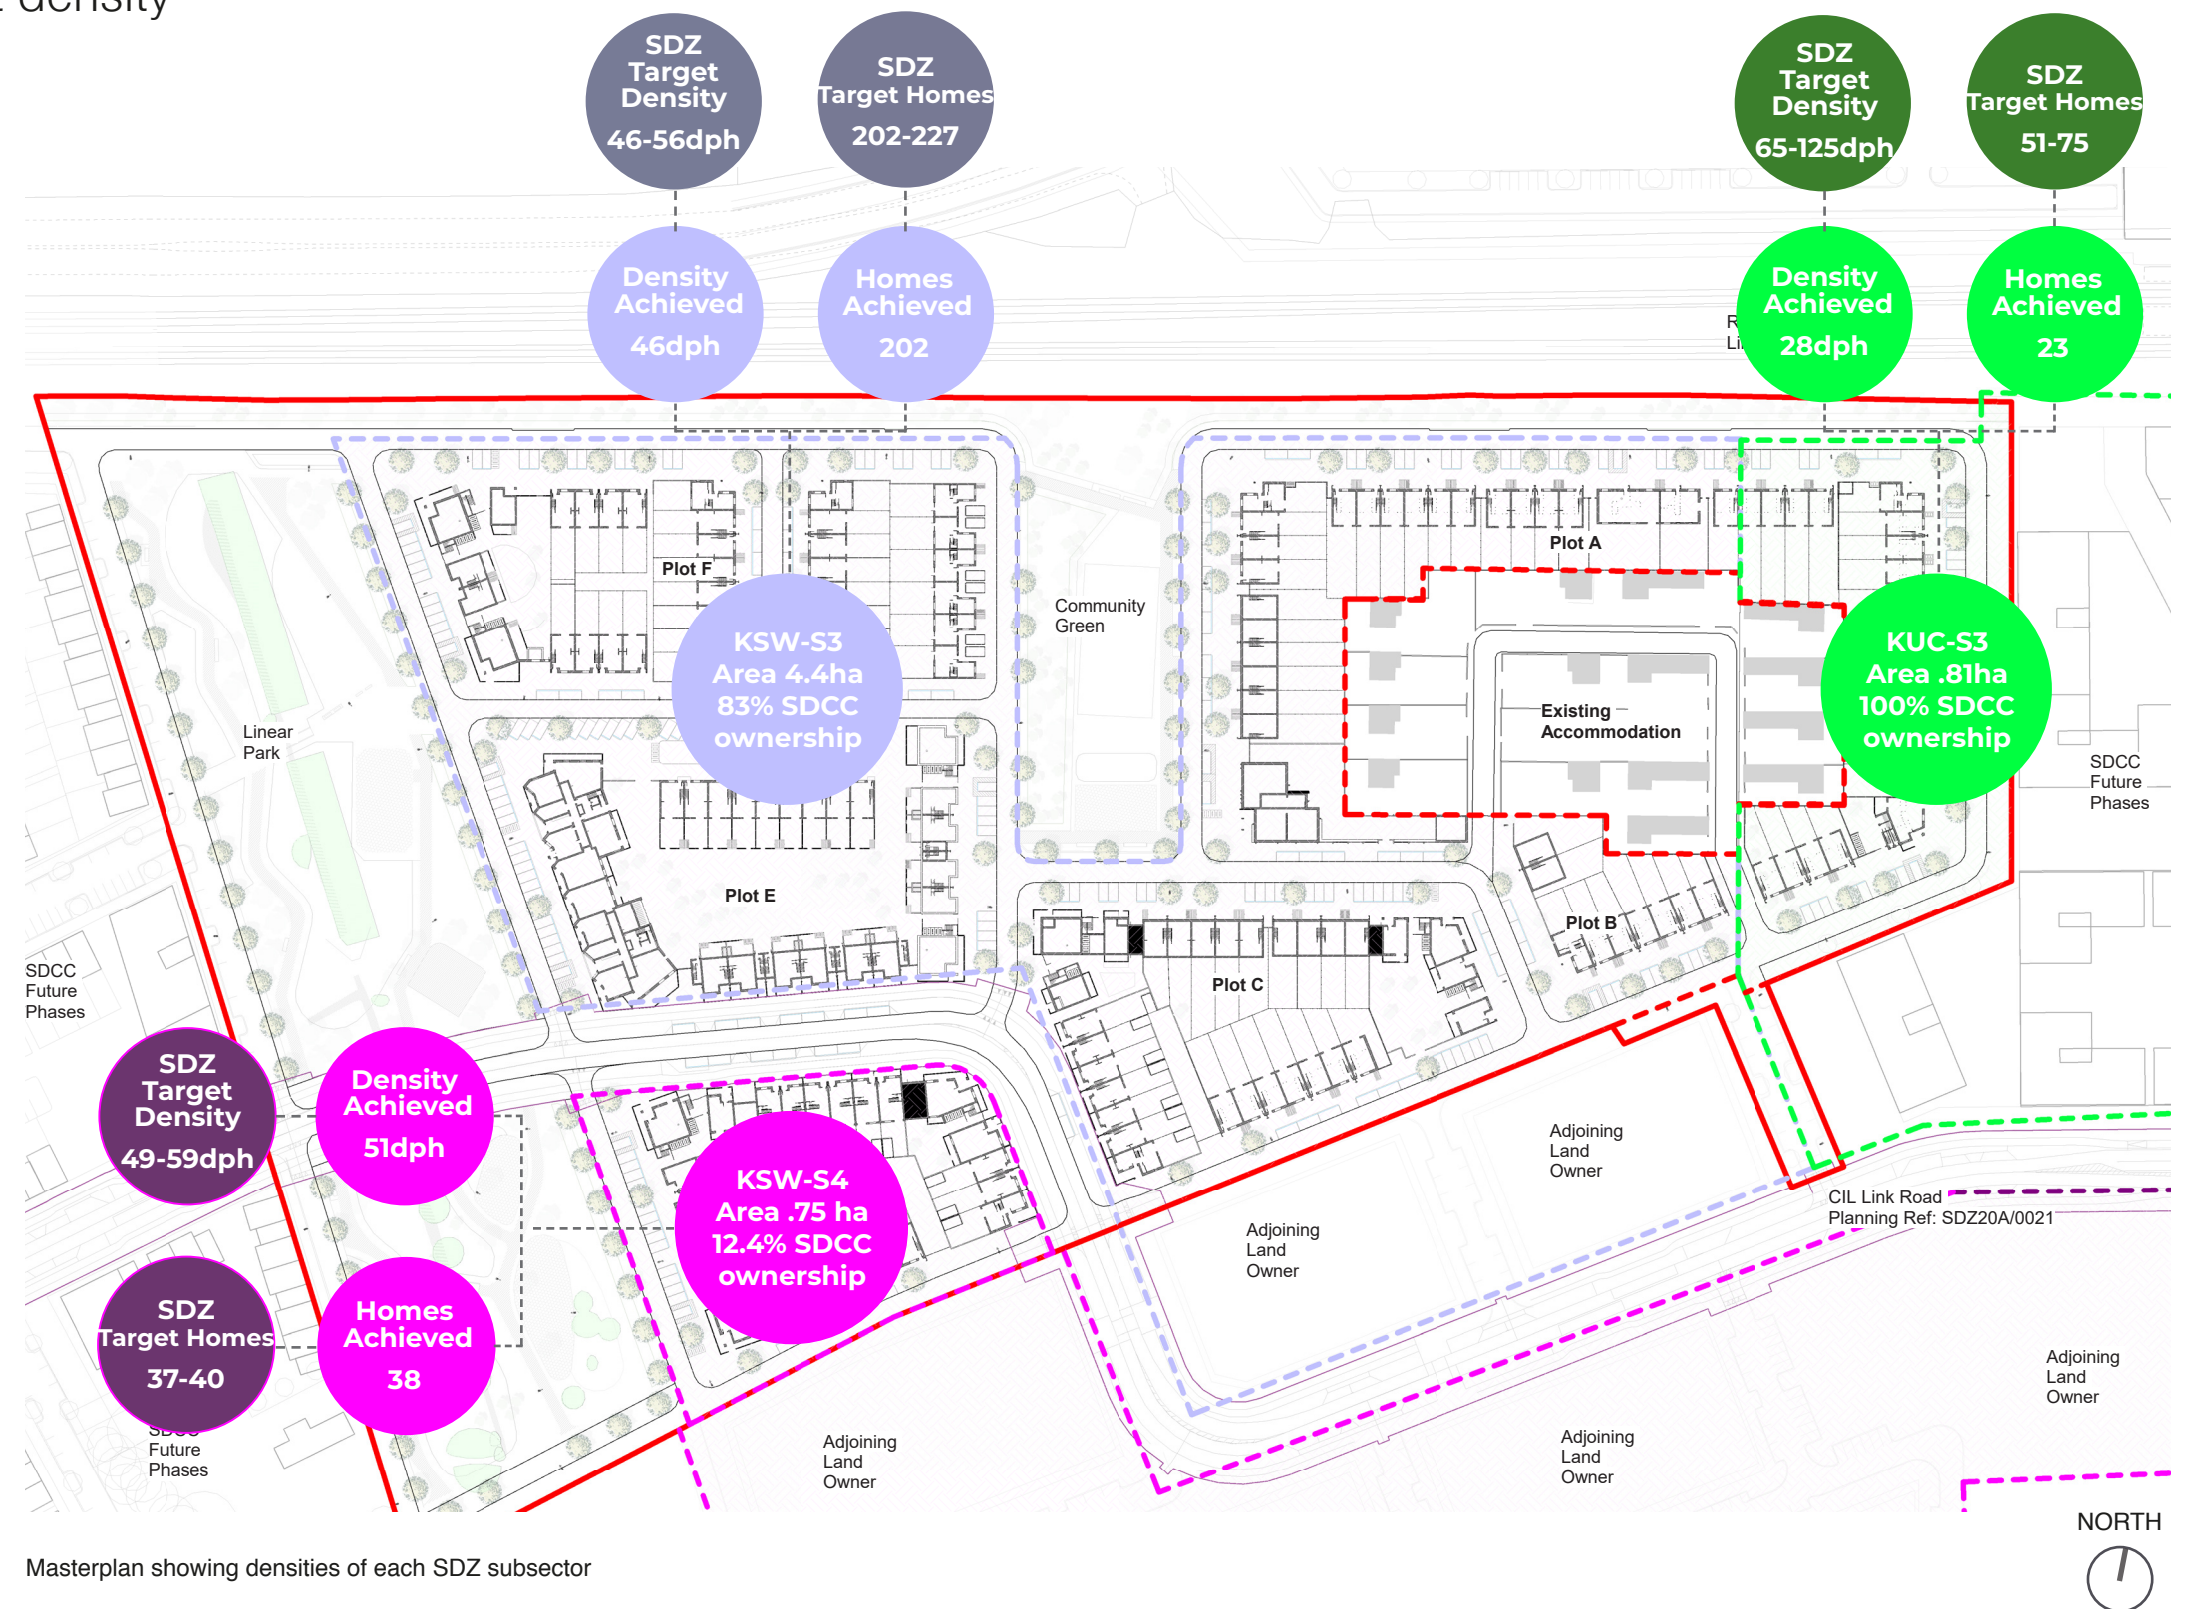 density
SDZ
Target
Density
46-56dph
SDZ
Target Homes
202-227
SDZ
Target
Density
65-125dph
SDZ
Target Homes
51-75
Density
Achieved
46dph
Homes
Achieved
202
Density
Achieved
28dph
Homes
Achieved
23
Plot F
Community
Green
Plot A
KSW-S3
Area 4.4ha
83% SDCC
ownership
KUC-S3
Area .81ha
100% SDCC
ownership
Linear
Park
Existing
Accommodation
SDCC
Future
Phases
Plot E
Plot B
Plot C
SDCC
Future
Phases
SDZ
Target
Density
49-59dph
Density
Achieved
51dph
KSW-S4
Area .75 ha
12.4% SDCC
ownership
Adjoining
Land
Owner
CIL Link Road
Planning Ref: SDZ20A/0021
Adjoining
Land
Owner
SDZ
Target Homes
37-40
Homes
Achieved
38
SDCC
Future
Phases
Adjoining
Land
Owner
Adjoining
Land
Owner
Adjoining
Land
Owner
NORTH
Masterplan showing densities of each SDZ subsector